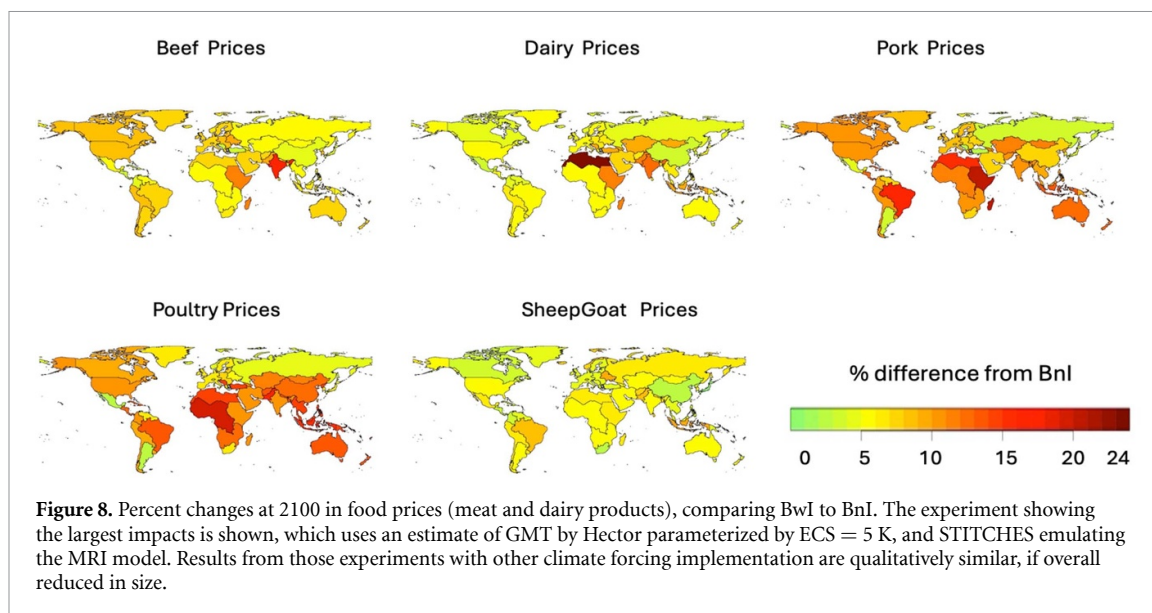 Beef Prices
Dairy Prices
Pork Prices
Poultry Prices
SheepGoat Prices
% difference from BnI
0 5 10 15 20 24
Figure 8. Percent changes at 2100 in food prices (meat and dairy products), comparing BwI to BnI. The experiment showing
the largest impacts is shown, which uses an estimate of GMT by Hector parameterized by ECS = 5 K, and STITCHES emulating
the MRI model. Results from those experiments with other climate forcing implementation are qualitatively similar, if overall
reduced in size.